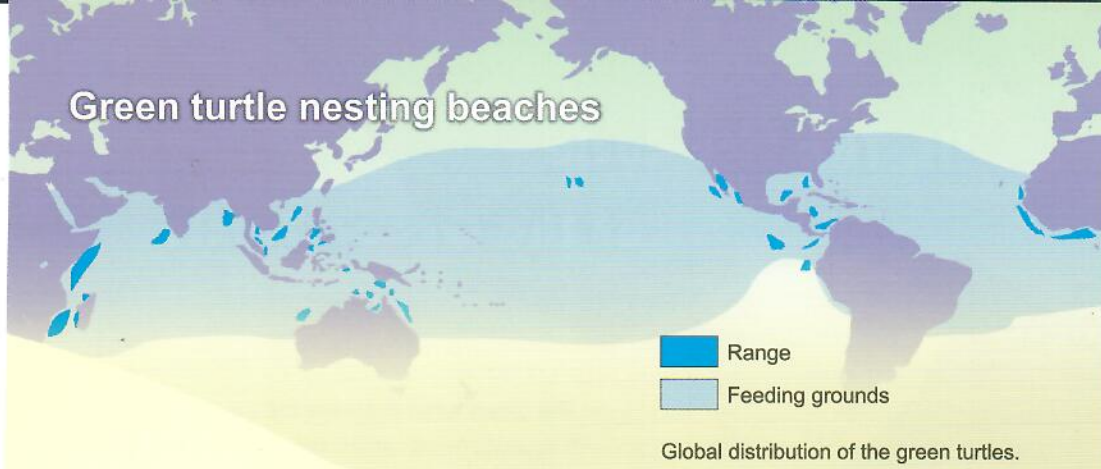 Green turtle nesting beaches
Range
Feeding grounds
Global distribution of the green turtles.